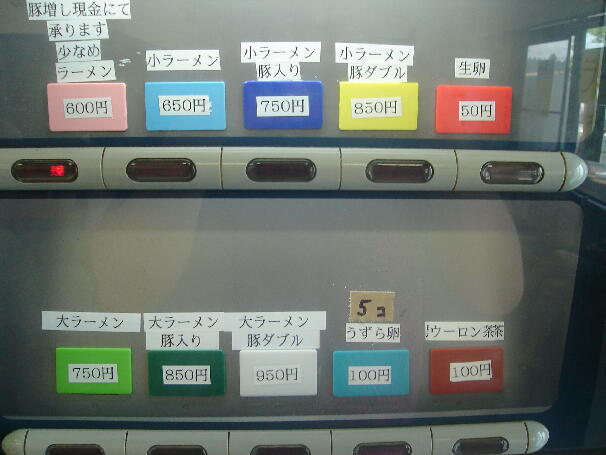 豚増し現金にて
承ります
少なめ
ラーメン
600円
小ラーメン
650円
小ラーメン
豚入り
750円
小ラーメン
豚ダブル
850円
生卵
50円
大ラーメン
750円
大ラーメン
豚入り
850円
大ラーメン
豚ダブル
950円
5コ
うずら卵
100円
ウーロン茶
100円